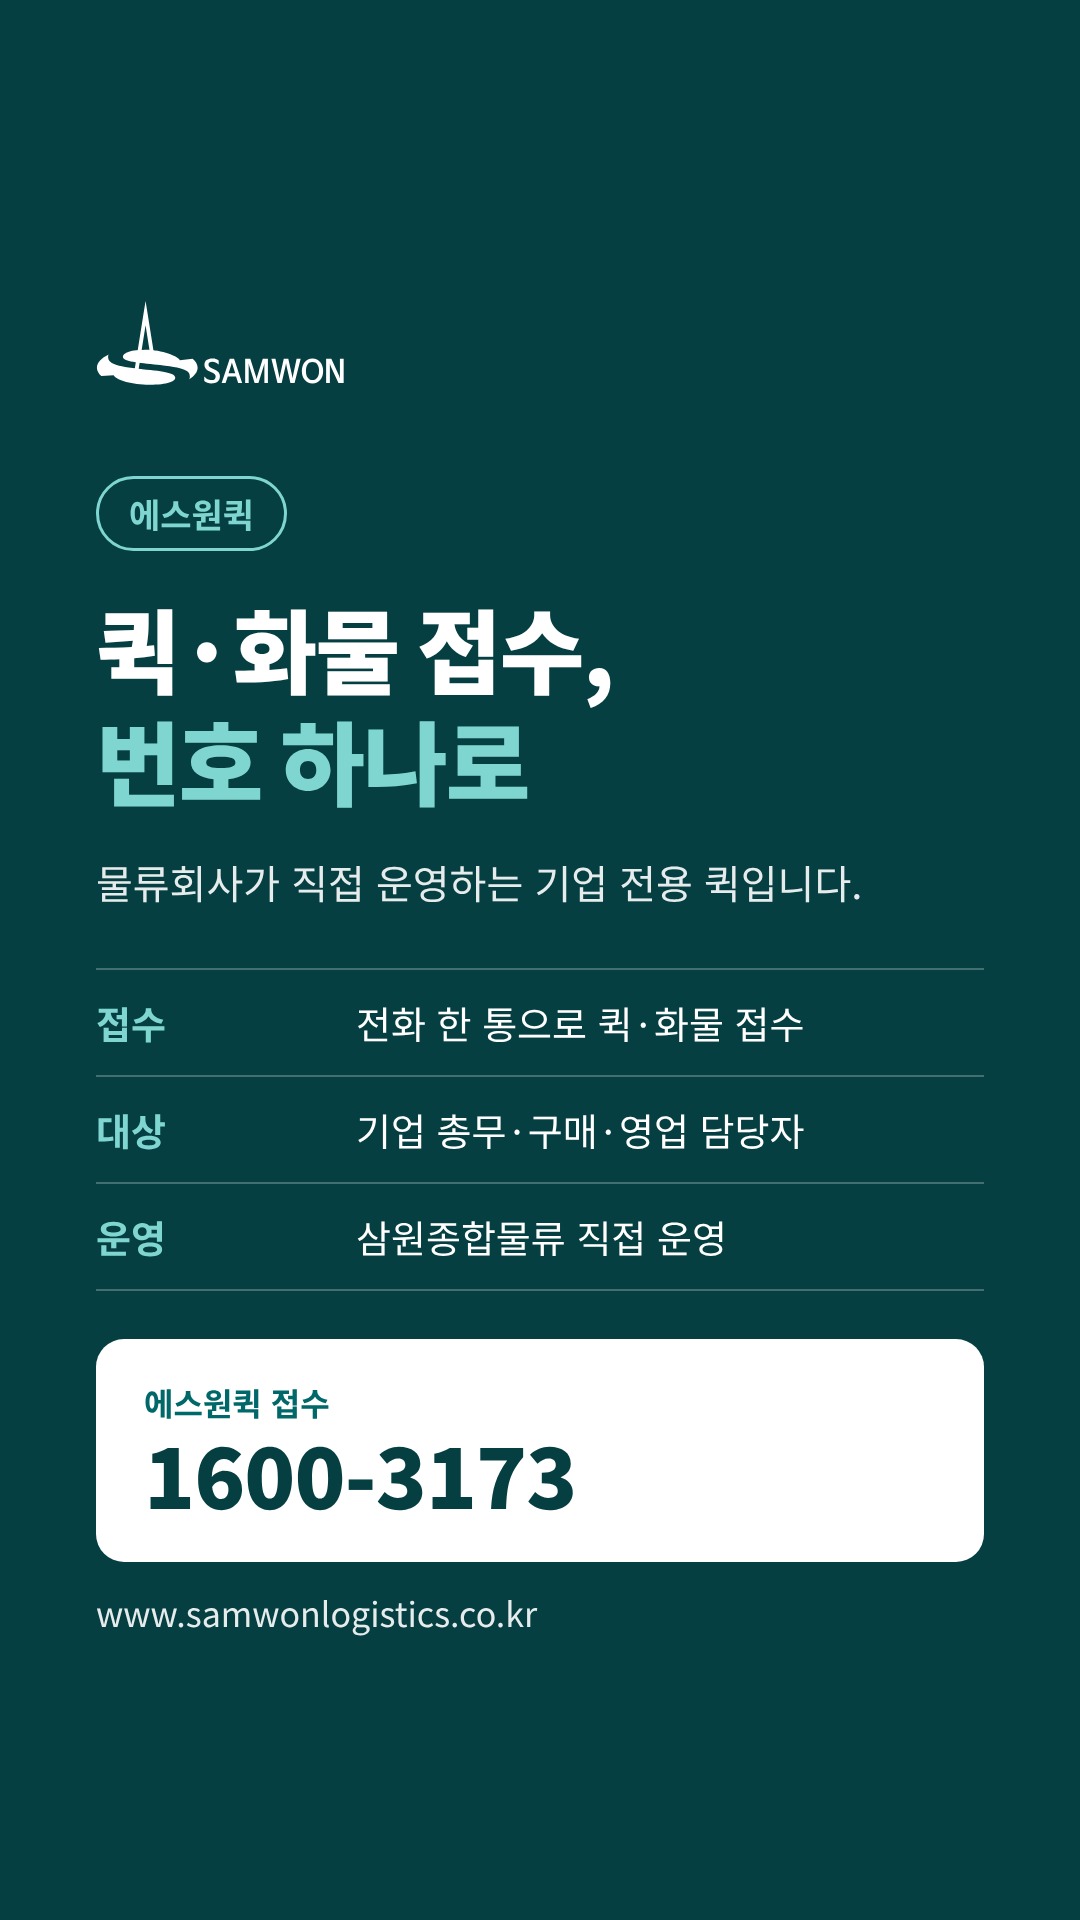 SAMWON
에스원퀵
퀵·화물 접수,
번호 하나로
물류회사가 직접 운영하는 기업 전용 퀵입니다.
접수 전화 한 통으로 퀵·화물 접수
대상 기업 총무·구매·영업 담당자
운영 삼원종합물류 직접 운영
에스원퀵 접수
1600-3173
www.samwonlogistics.co.kr